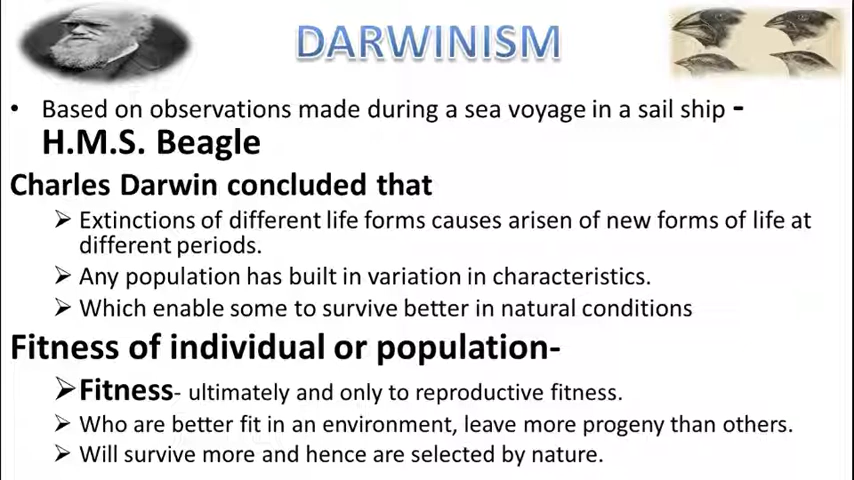 DARWINISM
• Based on observations made during a sea voyage in a sail ship -
H.M.S. Beagle
Charles Darwin concluded that
➢ Extinctions of different life forms causes arisen of new forms of life at
different periods.
➢ Any population has built in variation in characteristics.
➢ Which enable some to survive better in natural conditions
Fitness of individual or population-
➢ Fitness- ultimately and only to reproductive fitness.
➢ Who are better fit in an environment, leave more progeny than others.
➢ Will survive more and hence are selected by nature.